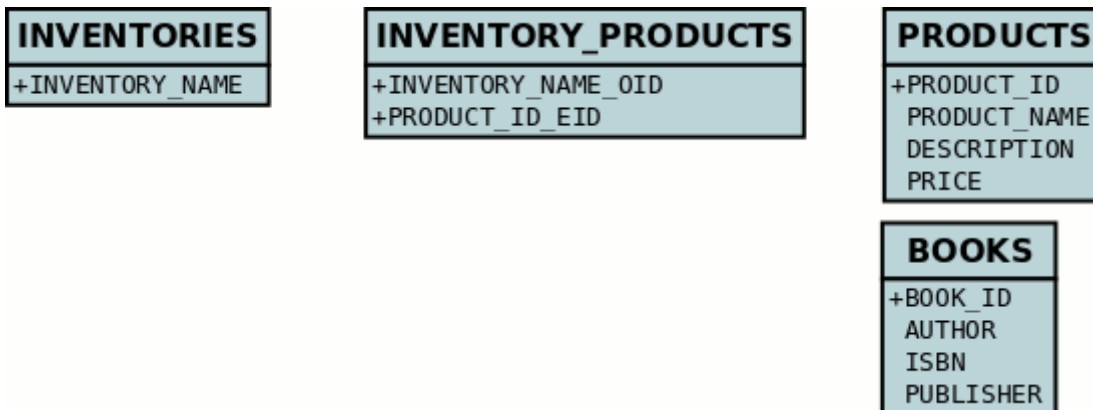 INVENTORIES
+INVENTORY_NAME
INVENTORY_PRODUCTS
+INVENTORY_NAME_OID
+PRODUCT_ID_EID
PRODUCTS
+PRODUCT_ID
PRODUCT_NAME
DESCRIPTION
PRICE
BOOKS
+BOOK_ID
AUTHOR
ISBN
PUBLISHER